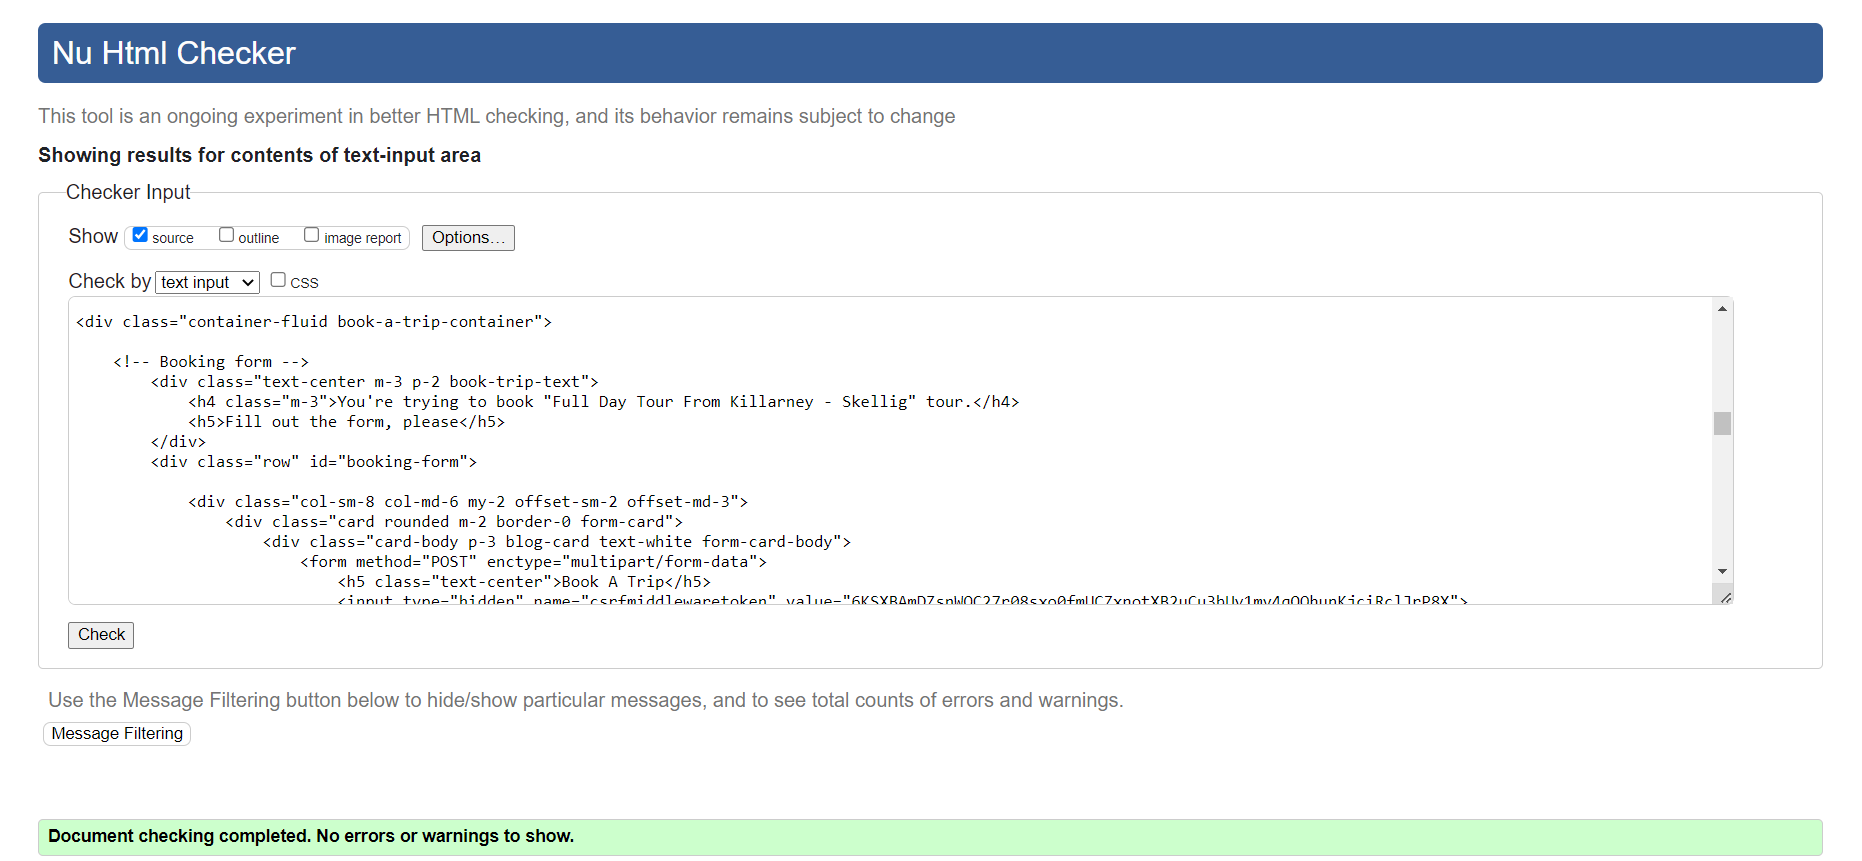 Nu Html Checker
This tool is an ongoing experiment in better HTML checking, and its behavior remains subject to change
Showing results for contents of text-input area
Checker Input
Show source outline image report Options...
Check by text input CSS
<div class="container-fluid book-a-trip-container">
<!-- Booking form -->
<div class="text-center m-3 p-2 book-trip-text">
<h4 class="m-3">You're trying to book "Full Day Tour From Killarney - Skellig" tour.</h4>
<h5>Fill out the form, please</h5>
</div>
<div class="row" id="booking-form">
<div class="col-sm-8 col-md-6 my-2 offset-sm-2 offset-md-3">
<div class="card rounded m-2 border-0 form-card">
<div class="card-body p-3 blog-card text-white form-card-body">
<form method="POST" enctype="multipart/form-data">
<h5 class="text-center">Book A Trip</h5>
<input type="hidden" name="csrfmiddlewaretoken"
Check
Use the Message Filtering button below to hide/show particular messages, and to see total counts of errors and warnings.
Message Filtering
Document checking completed. No errors or warnings to show.